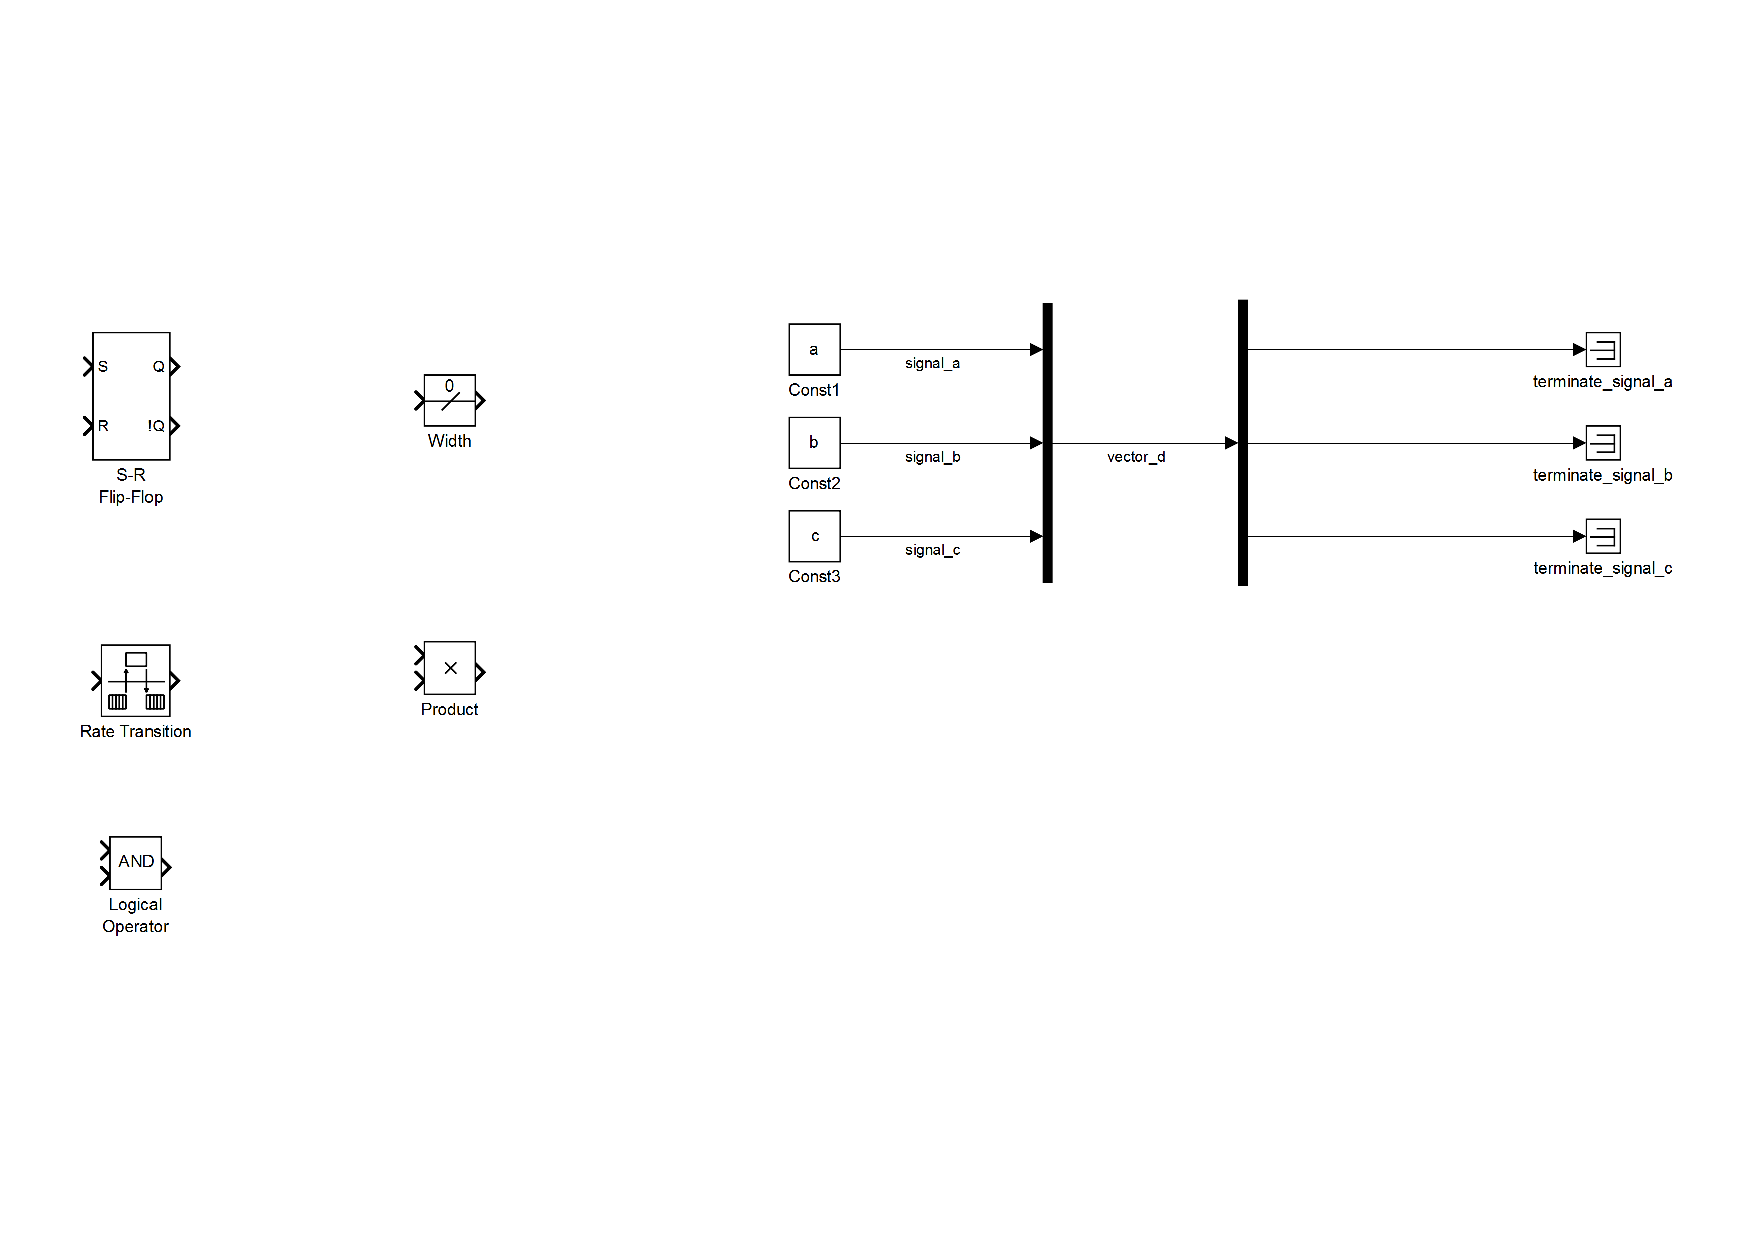 S Q
R !Q
S-R
Flip-Flop
0
Width
a
Const1
signal_a
b
Const2
signal_b
c
Const3
signal_c
vector_d
terminate_signal_a
terminate_signal_b
terminate_signal_c
Rate Transition
×
Product
AND
Logical
Operator